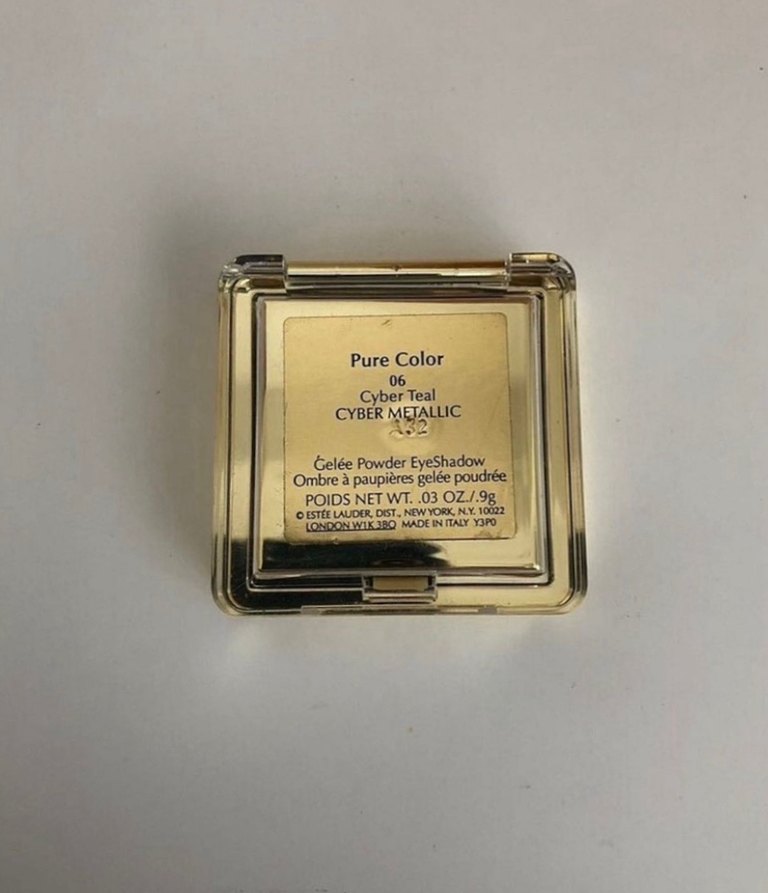 Pure Color
06
Cyber Teal
CYBER METALLIC
A32
Gelée Powder EyeShadow
Ombre à paupières gelée poudrée
POIDS NET WT. .03 OZ./.9g
© ESTÉE LAUDER, DIST., NEW YORK, N.Y. 10022
LONDON W1K 3BQ MADE IN ITALY Y3P0